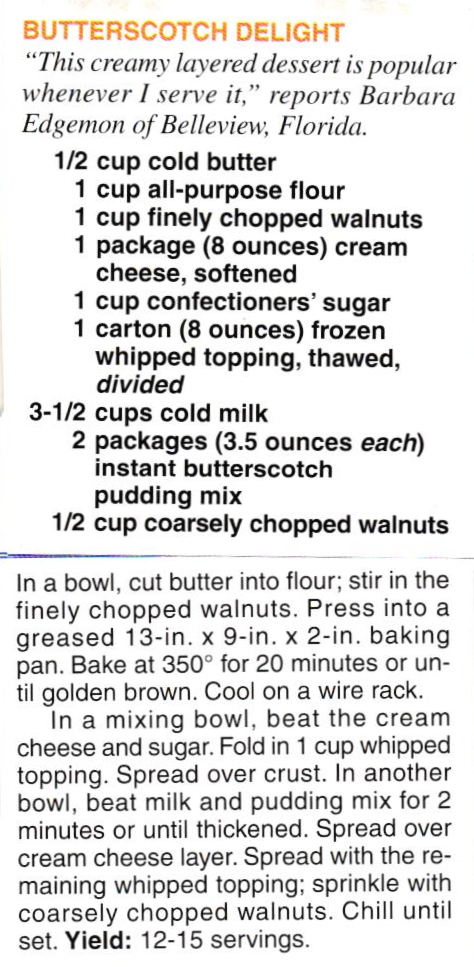 BUTTERSCOTCH DELIGHT
“This creamy layered dessert is popular
whenever I serve it,” reports Barbara
Edgemon of Belleview, Florida.
1/2 cup cold butter
1 cup all-purpose flour
1 cup finely chopped walnuts
1 package (8 ounces) cream
cheese, softened
1 cup confectioners’ sugar
1 carton (8 ounces) frozen
whipped topping, thawed,
divided
3-1/2 cups cold milk
2 packages (3.5 ounces each)
instant butterscotch
pudding mix
1/2 cup coarsely chopped walnuts
In a bowl, cut butter into flour; stir in the
finely chopped walnuts. Press into a
greased 13-in. x 9-in. x 2-in. baking
pan. Bake at 350° for 20 minutes or un-
til golden brown. Cool on a wire rack.
In a mixing bowl, beat the cream
cheese and sugar. Fold in 1 cup whipped
topping. Spread over crust. In another
bowl, beat milk and pudding mix for 2
minutes or until thickened. Spread over
cream cheese layer. Spread with the re-
maining whipped topping; sprinkle with
coarsely chopped walnuts. Chill until
set. Yield: 12-15 servings.